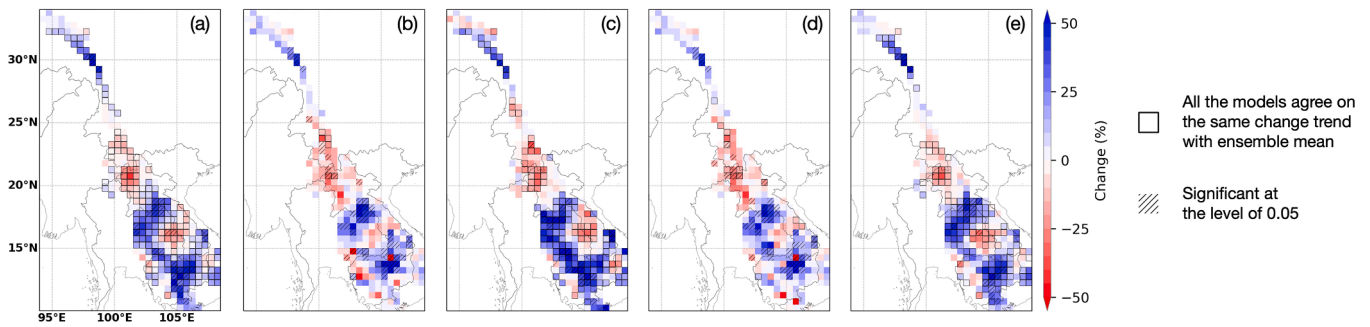 (a) (b) (c) (d) (e)
30°N
25°N
20°N
15°N
95°E 100°E 105°E
50
25
0
−25
−50
Change (%)
All the models agree on
the same change trend
with ensemble mean
Significant at
the level of 0.05